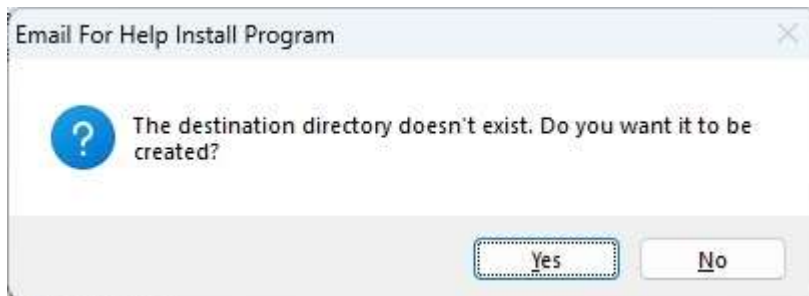 Email For Help Install Program
?
The destination directory doesn't exist. Do you want it to be
created?
Yes
No